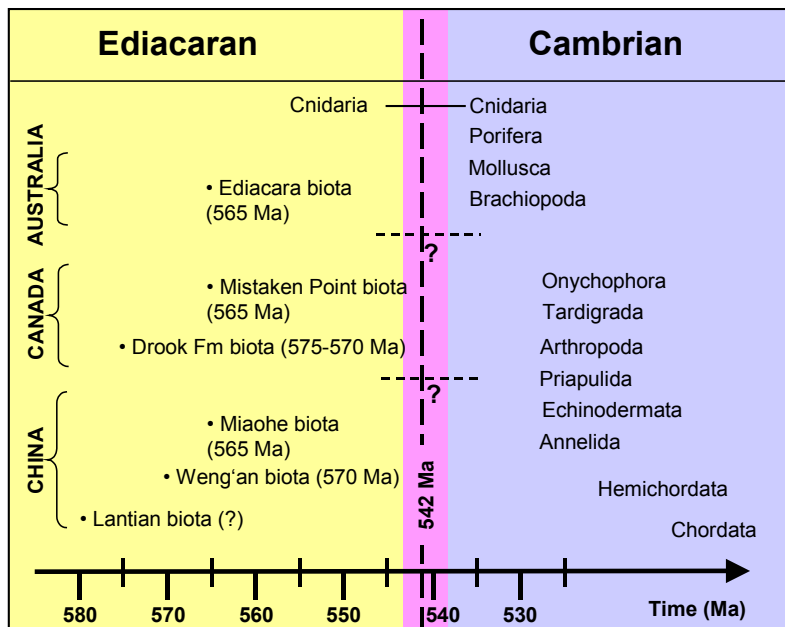 Ediacaran
Cambrian
Cnidaria
Cnidaria
Porifera
Mollusca
Brachiopoda
AUSTRALIA
• Ediacara biota
(565 Ma)
?
CANADA
• Mistaken Point biota
(565 Ma)
• Drook Fm biota (575-570 Ma)
Onychophora
Tardigrada
Arthropoda
Priapulida
?
Echinodermata
Annelida
CHINA
• Miaohe biota
(565 Ma)
• Weng‘an biota (570 Ma)
• Lantian biota (?)
542 Ma
Hemichordata
Chordata
580 570 560 550 540 530 Time (Ma)